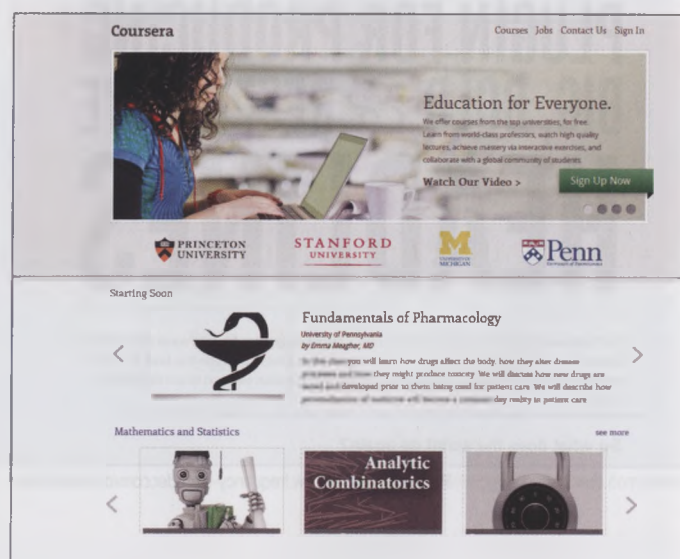 Coursera
Courses Jobs Contact Us Sign In
Education for Everyone.
We offer courses from the top universities, for free.
Learn from world-class professors, watch high quality
lectures, achieve mastery via interactive exercises, and
collaborate with a global community of students.
Watch Our Video >
Sign Up Now
PRINCETON
UNIVERSITY
STANFORD
UNIVERSITY
M
UNIVERSITY OF
MICHIGAN
Penn
Starting Soon
Fundamentals of Pharmacology
University of Pennsylvania
by Emma Meagher, MD
you will learn how drugs affect the body, how they alter disease
they might produce toxicity. We will discuss how new drugs are
developed prior to them being used for patient care. We will describe how
day reality in patient care
Mathematics and Statistics
see more
Analytic
Combinatorics